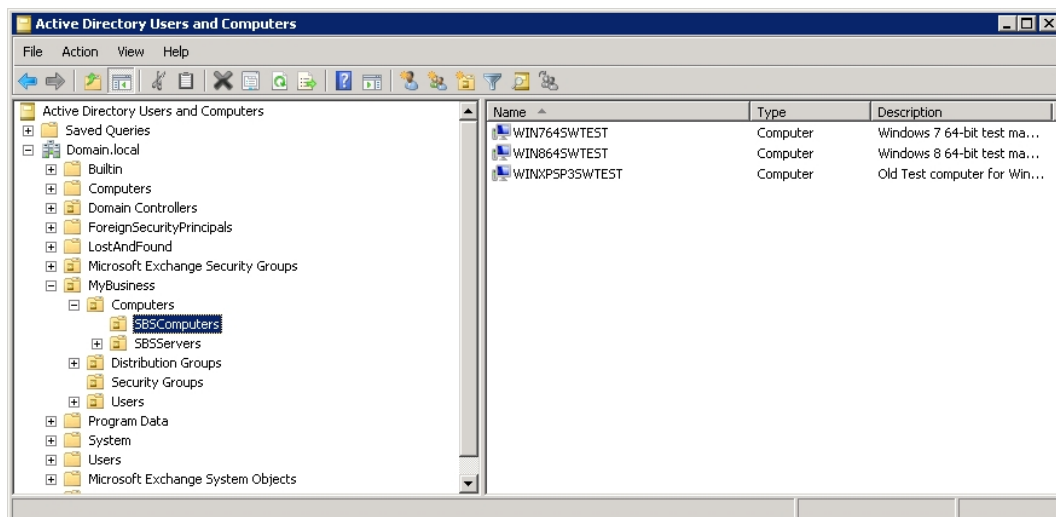 Active Directory Users and Computers
File Action View Help
Active Directory Users and Computers
Saved Queries
Domain.local
Builtin
Computers
Domain Controllers
ForeignSecurityPrincipals
LostAndFound
Microsoft Exchange Security Groups
MyBusiness
Computers
SBSComputers
SBSServers
Distribution Groups
Security Groups
Users
Program Data
System
Users
Microsoft Exchange System Objects
Name Type Description
WIN764SWTEST Computer Windows 7 64-bit test ma...
WIN864SWTEST Computer Windows 8 64-bit test ma...
WINXPSP3SWTEST Computer Old Test computer for Win...